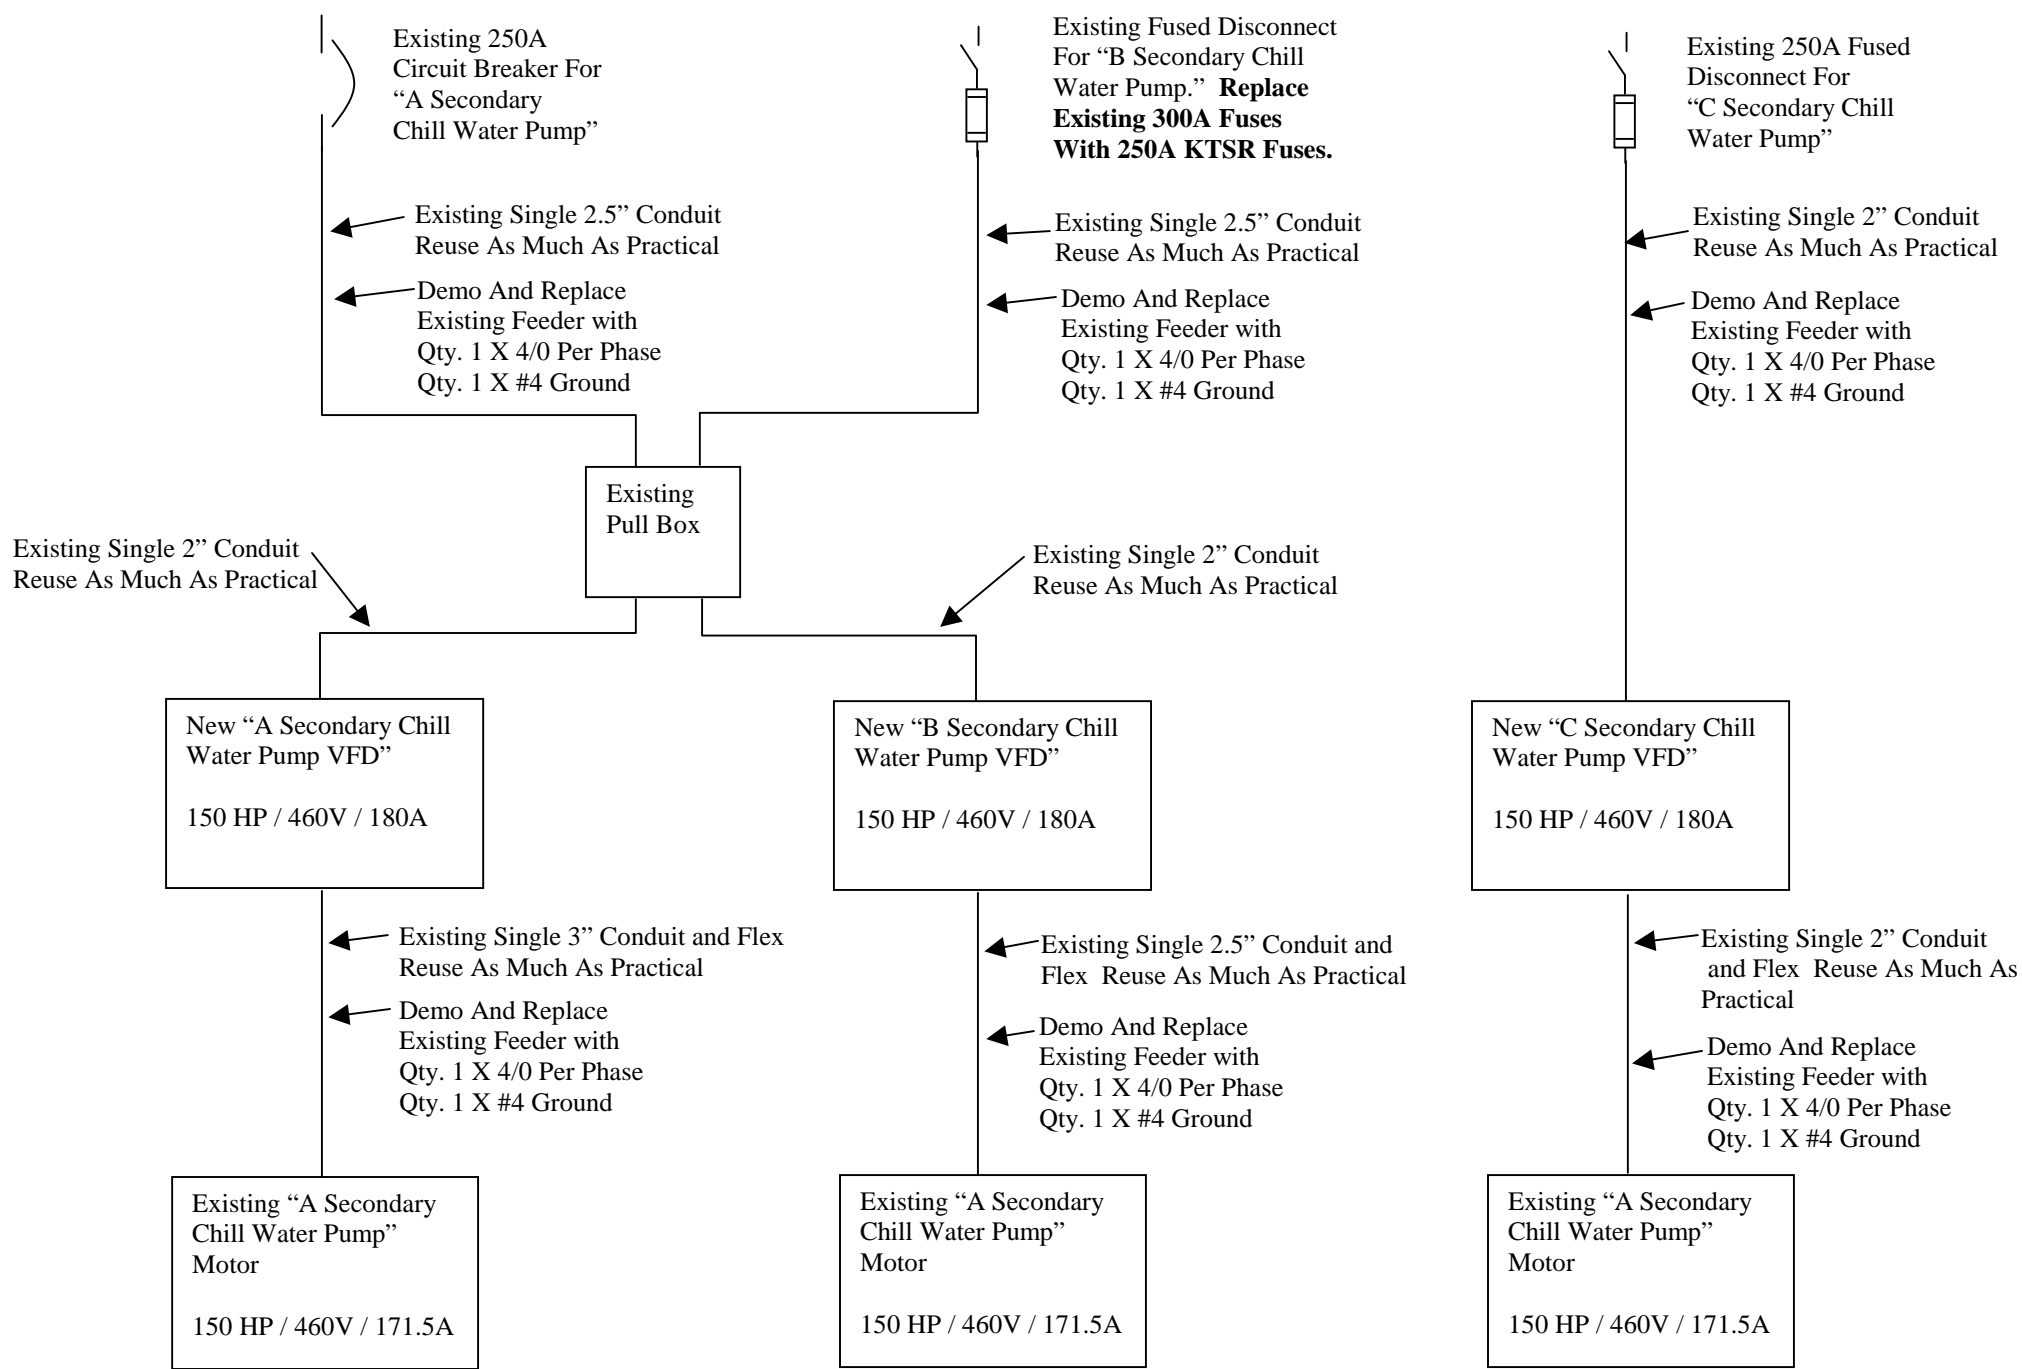 Existing 250A
Circuit Breaker For
“A Secondary
Chill Water Pump”
Existing Fused Disconnect
For “B Secondary Chill
Water Pump.” Replace
Existing 300A Fuses
With 250A KTSR Fuses.
Existing 250A Fused
Disconnect For
“C Secondary Chill
Water Pump”
Existing Single 2.5” Conduit
Reuse As Much As Practical
Existing Single 2.5” Conduit
Reuse As Much As Practical
Existing Single 2” Conduit
Reuse As Much As Practical
Demo And Replace
Existing Feeder with
Qty. 1 X 4/0 Per Phase
Qty. 1 X #4 Ground
Demo And Replace
Existing Feeder with
Qty. 1 X 4/0 Per Phase
Qty. 1 X #4 Ground
Demo And Replace
Existing Feeder with
Qty. 1 X 4/0 Per Phase
Qty. 1 X #4 Ground
Existing
Pull Box
Existing Single 2” Conduit
Reuse As Much As Practical
Existing Single 2” Conduit
Reuse As Much As Practical
New “A Secondary Chill
Water Pump VFD”
150 HP / 460V / 180A
New “B Secondary Chill
Water Pump VFD”
150 HP / 460V / 180A
New “C Secondary Chill
Water Pump VFD”
150 HP / 460V / 180A
Existing Single 3” Conduit and Flex
Reuse As Much As Practical
Existing Single 2.5” Conduit and
Flex Reuse As Much As Practical
Existing Single 2” Conduit
and Flex Reuse As Much As
Practical
Demo And Replace
Existing Feeder with
Qty. 1 X 4/0 Per Phase
Qty. 1 X #4 Ground
Demo And Replace
Existing Feeder with
Qty. 1 X 4/0 Per Phase
Qty. 1 X #4 Ground
Demo And Replace
Existing Feeder with
Qty. 1 X 4/0 Per Phase
Qty. 1 X #4 Ground
Existing “A Secondary
Chill Water Pump”
Motor
150 HP / 460V / 171.5A
Existing “A Secondary
Chill Water Pump”
Motor
150 HP / 460V / 171.5A
Existing “A Secondary
Chill Water Pump”
Motor
150 HP / 460V / 171.5A